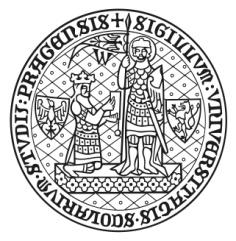 + SIGILLVM : VNIVERSITATIS : SCOLARIVM : STVDII : PRAGENSIS